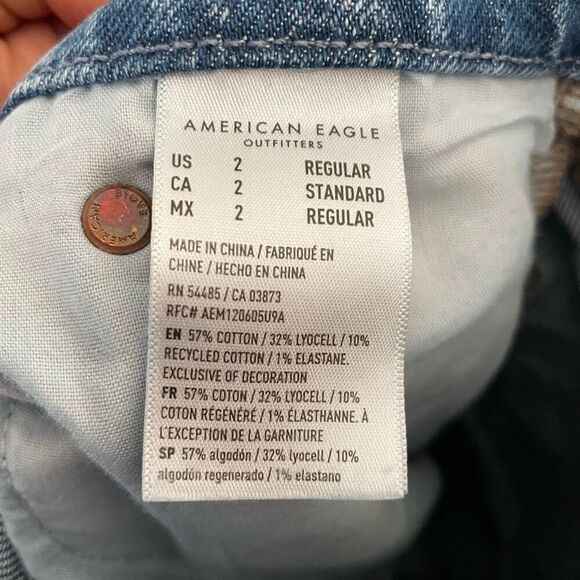 AMERICAN EAGLE
OUTFITTERS
US 2 REGULAR
CA 2 STANDARD
MX 2 REGULAR
MADE IN CHINA / FABRIQUÉ EN
CHINE / HECHO EN CHINA
RN 54485 / CA 03873
RFC# AEM120605U9A
EN 57% COTTON / 32% LYOCELL / 10%
RECYCLED COTTON / 1% ELASTANE.
EXCLUSIVE OF DECORATION
FR 57% COTON / 32% LYOCELL / 10%
COTON RÉGÉNÉRÉ / 1% ÉLASTHANNE. À
L'EXCEPTION DE LA GARNITURE
SP 57% algodón / 32% lyocell / 10%
algodón regenerado / 1% elastano
AMERICAN EAGLE